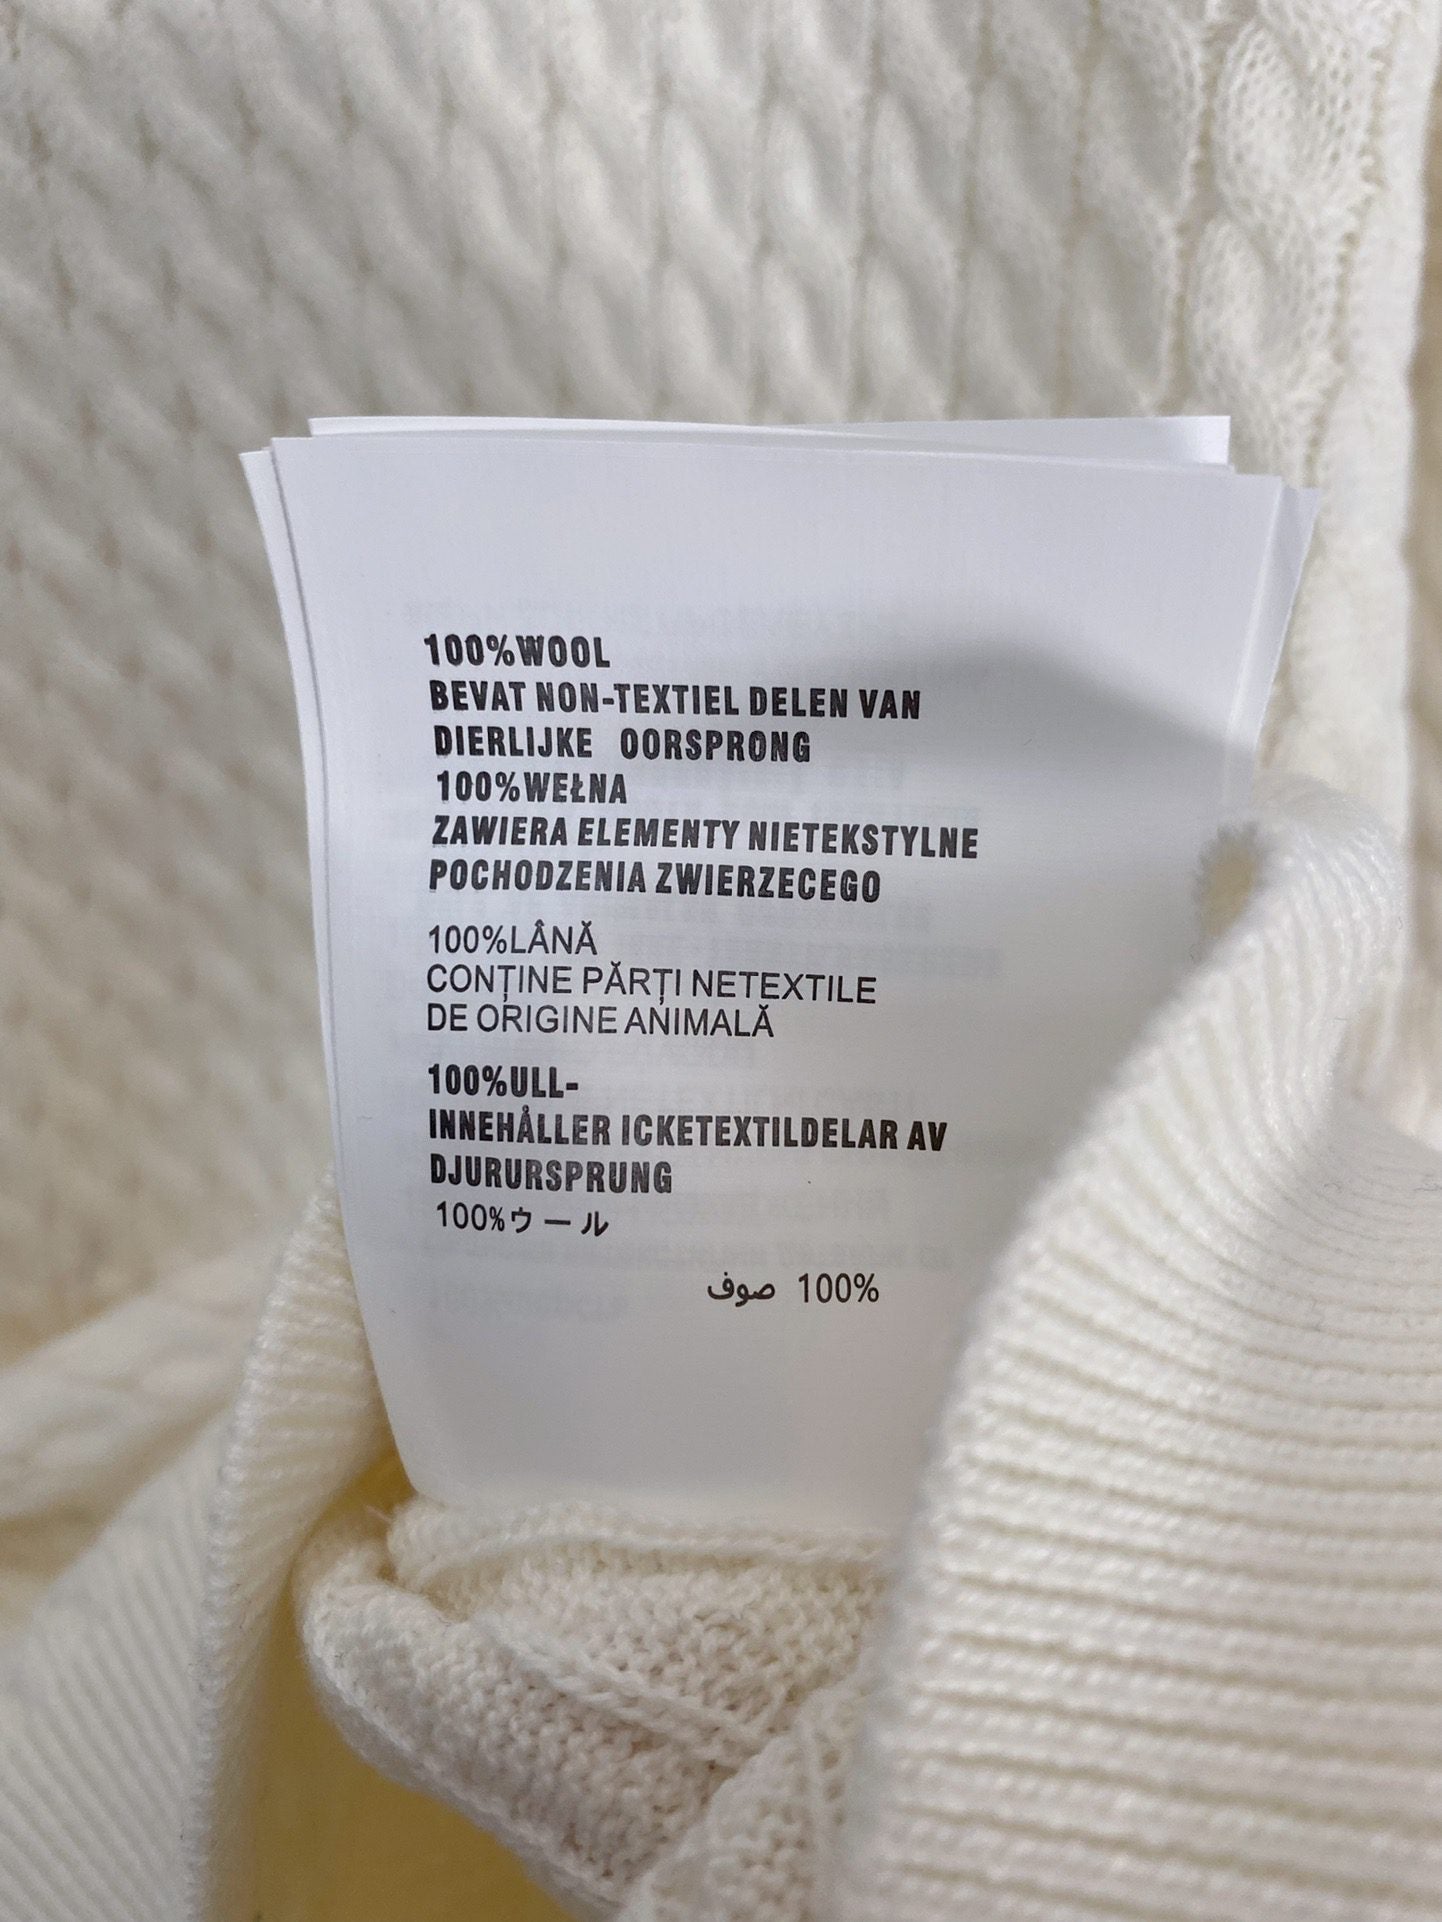 100%WOOL
BEVAT NON-TEXTIEL DELEN VAN
DIERLIJKE OORSPRONG
100%WEŁNA
ZAWIERA ELEMENTY NIETEKSTYLNE
POCHODZENIA ZWIERZECEGO
100%LÂNĂ
CONȚINE PĂRȚI NETEXTILE
DE ORIGINE ANIMALĂ
100%ULL-
INNEHÅLLER ICKETEXTILDELAR AV
DJURURSPRUNG
100%ウール
100% صوف